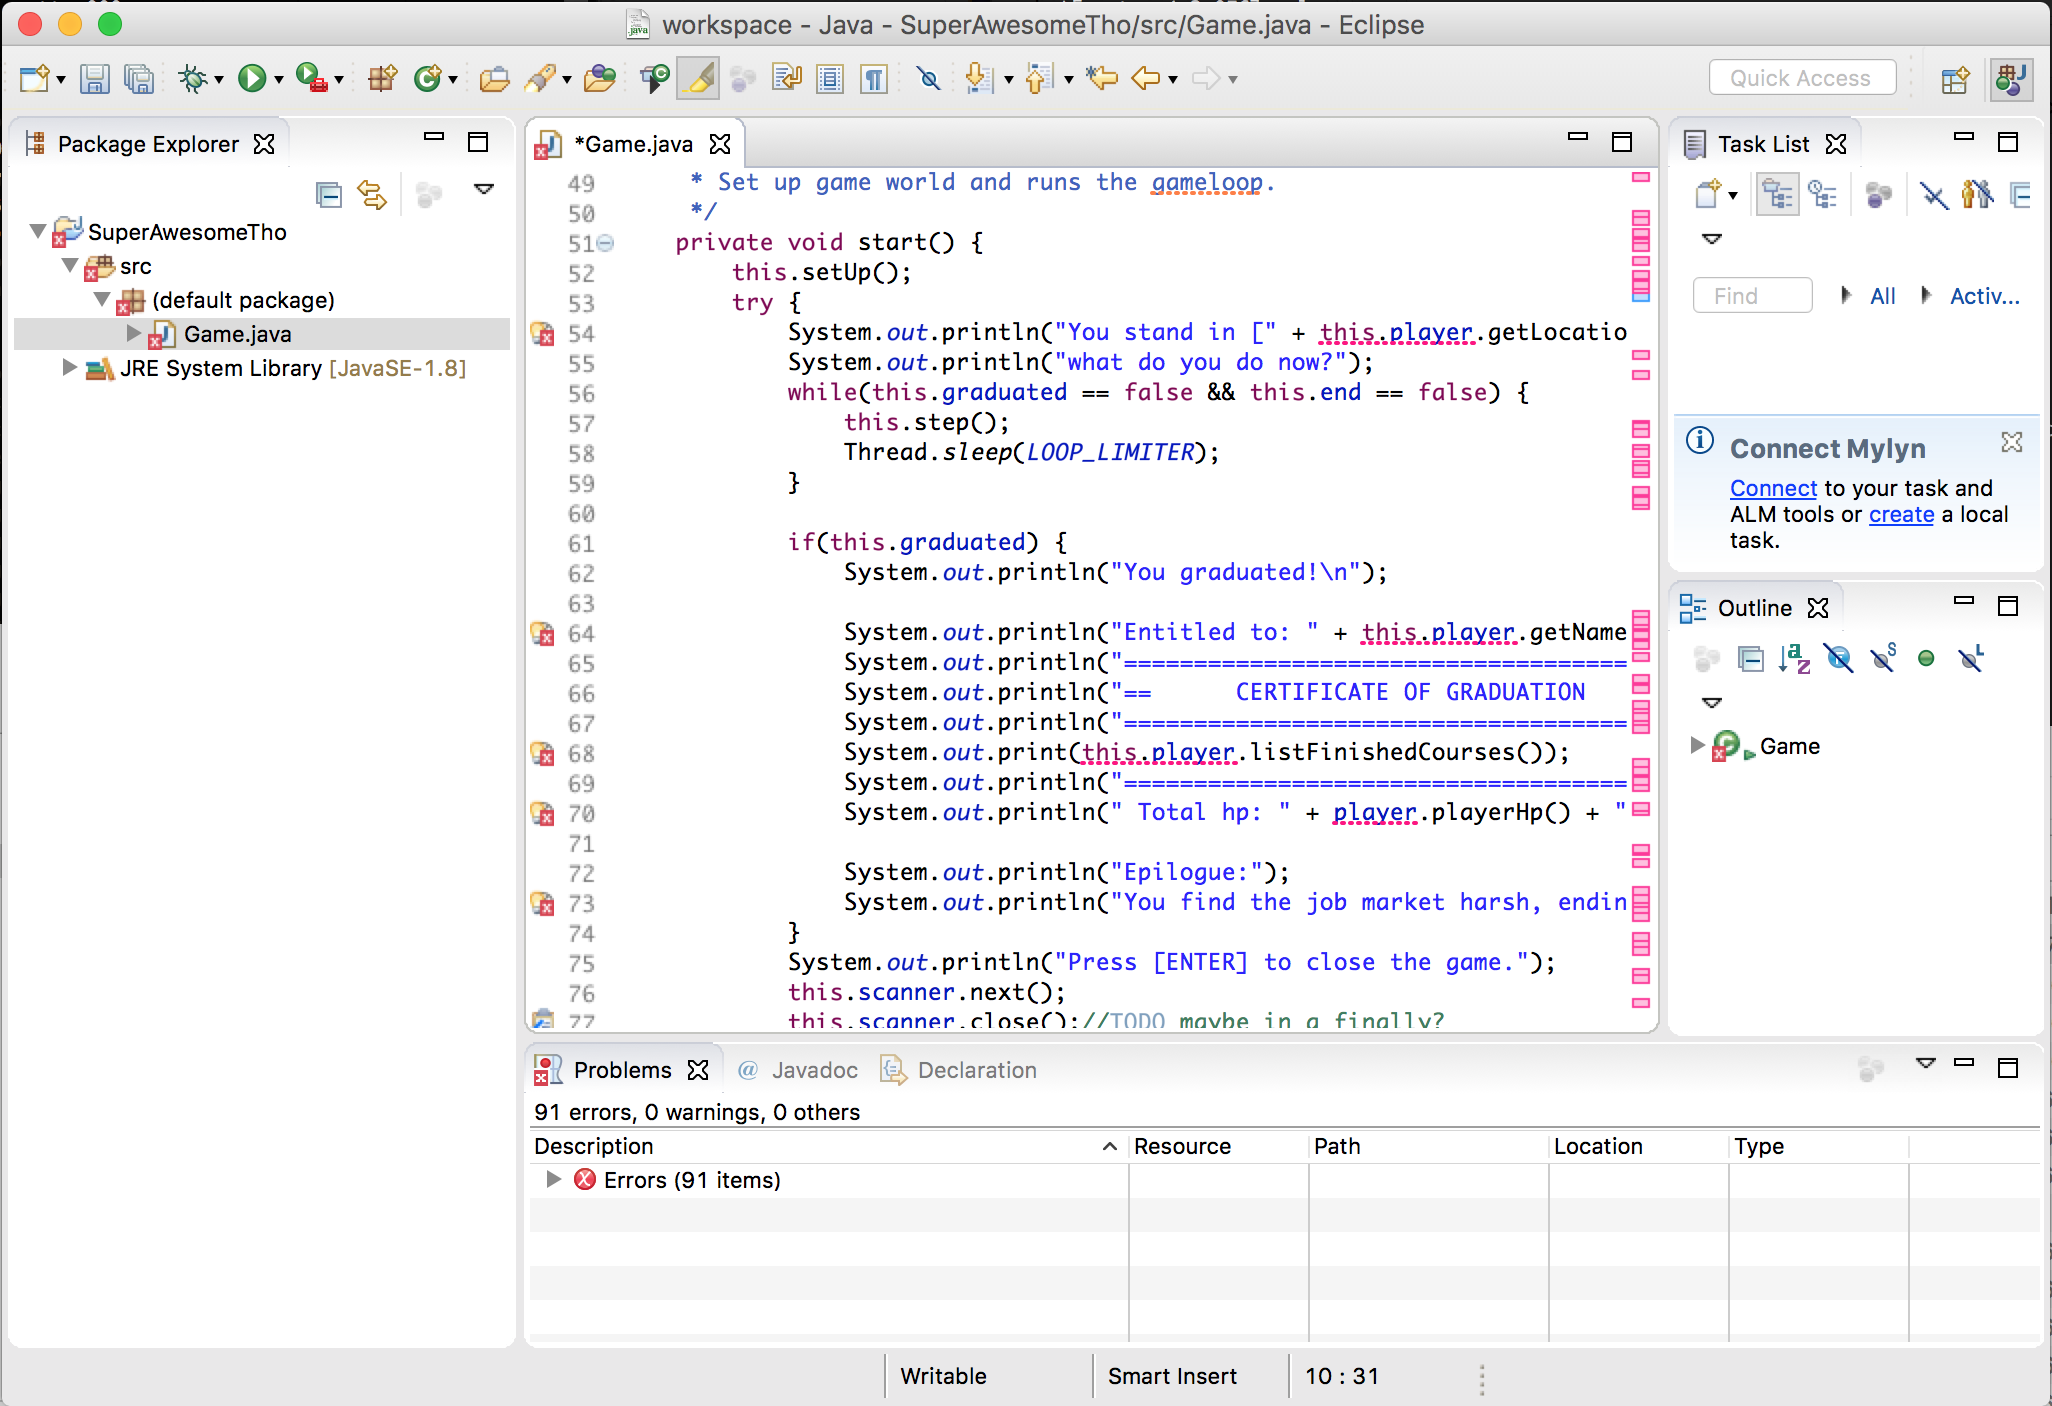 workspace - Java - SuperAwesomeTho/src/Game.java - Eclipse
Quick Access
Package Explorer
SuperAwesomeTho
src
(default package)
Game.java
JRE System Library [JavaSE-1.8]
*Game.java
49 * Set up game world and runs the gameloop.
50 */
51 private void start() {
52 this.setUp();
53 try {
54 System.out.println("You stand in [" + this.player.getLocatio
55 System.out.println("what do you do now?");
56 while(this.graduated == false && this.end == false) {
57 this.step();
58 Thread.sleep(LOOP_LIMITER);
59 }
60
61 if(this.graduated) {
62 System.out.println("You graduated!\n");
63
64 System.out.println("Entitled to: " + this.player.getName
65 System.out.println("====================================
66 System.out.println("==      CERTIFICATE OF GRADUATION
67 System.out.println("====================================
68 System.out.print(this.player.listFinishedCourses());
69 System.out.println("====================================
70 System.out.println(" Total hp: " + player.playerHp() + "
71
72 System.out.println("Epilogue:");
73 System.out.println("You find the job market harsh, endin
74 }
75 System.out.println("Press [ENTER] to close the game.");
76 this.scanner.next();
77 this.scanner.close();//TODO maybe in a finally?
Task List
Find
All
Activ...
Connect Mylyn
Connect to your task and
ALM tools or create a local
task.
Outline
Game
Problems
@ Javadoc
Declaration
91 errors, 0 warnings, 0 others
Description Resource Path Location Type
Errors (91 items)
Writable
Smart Insert
10 : 31